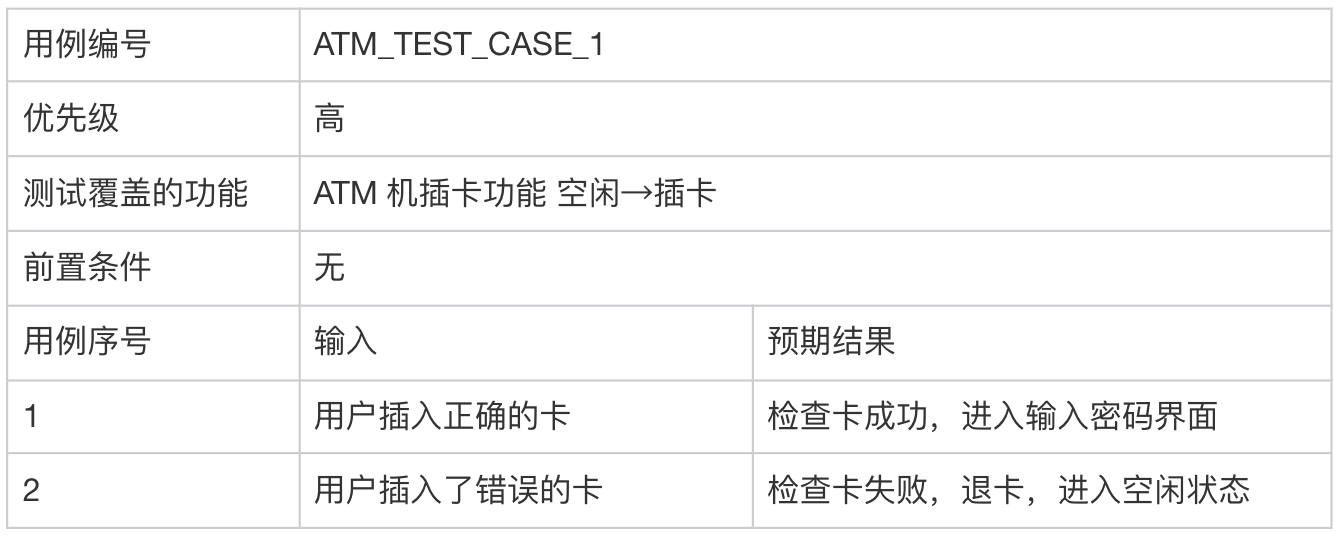 用例编号 ATM_TEST_CASE_1
优先级 高
测试覆盖的功能 ATM 机插卡功能 空闲→插卡
前置条件 无
用例序号 输入 预期结果
1 用户插入正确的卡 检查卡成功，进入输入密码界面
2 用户插入了错误的卡 检查卡失败，退卡，进入空闲状态